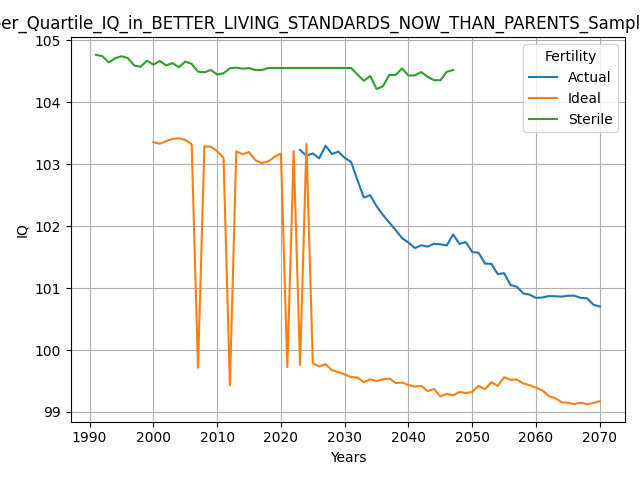 per_Quartile_IQ_in_BETTER_LIVING_STANDARDS_NOW_THAN_PARENTS_Sampl
105
104
103
102
101
100
99
IQ
Fertility
Actual
Ideal
Sterile
1990 2000 2010 2020 2030 2040 2050 2060 2070
Years